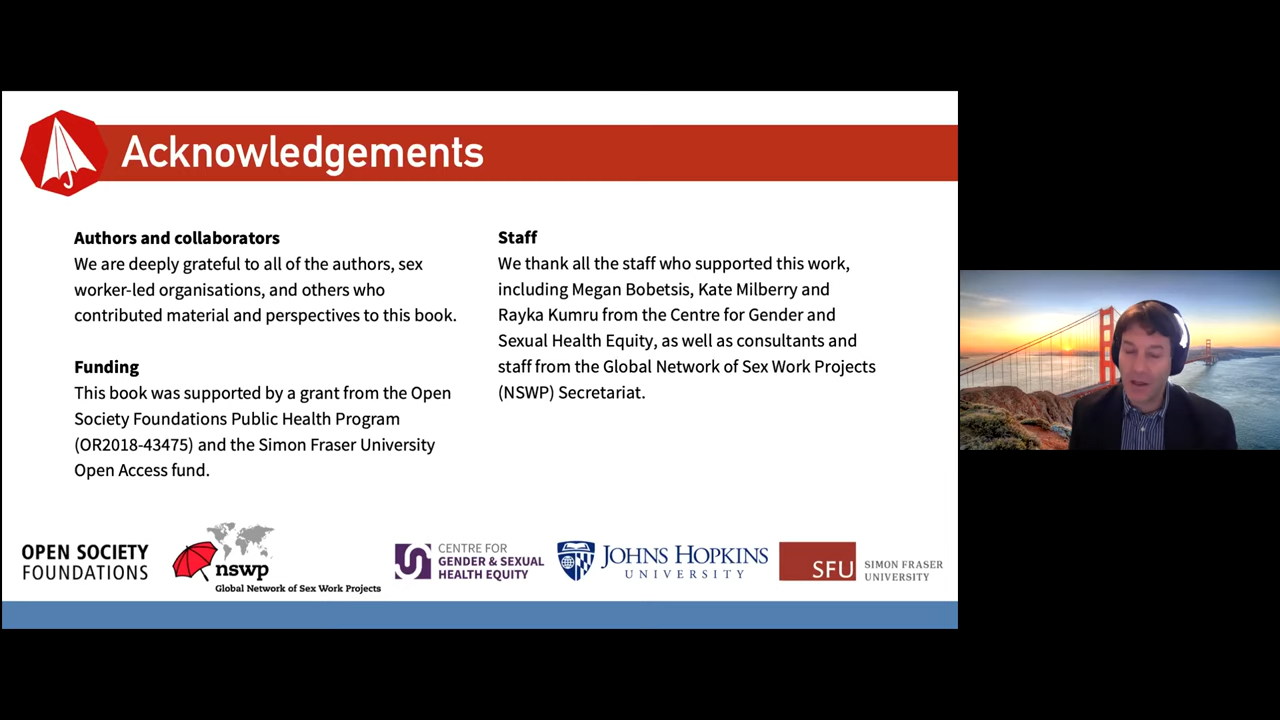 Acknowledgements
Authors and collaborators
We are deeply grateful to all of the authors, sex
worker-led organisations, and others who
contributed material and perspectives to this book.
Funding
This book was supported by a grant from the Open
Society Foundations Public Health Program
(OR2018-43475) and the Simon Fraser University
Open Access fund.
Staff
We thank all the staff who supported this work,
including Megan Bobetsis, Kate Milberry and
Rayka Kumru from the Centre for Gender and
Sexual Health Equity, as well as consultants and
staff from the Global Network of Sex Work Projects
(NSWP) Secretariat.
OPEN SOCIETY
FOUNDATIONS
nswp
Global Network of Sex Work Projects
CENTRE FOR
GENDER & SEXUAL
HEALTH EQUITY
JOHNS HOPKINS
UNIVERSITY
SFU
SIMON FRASER
UNIVERSITY